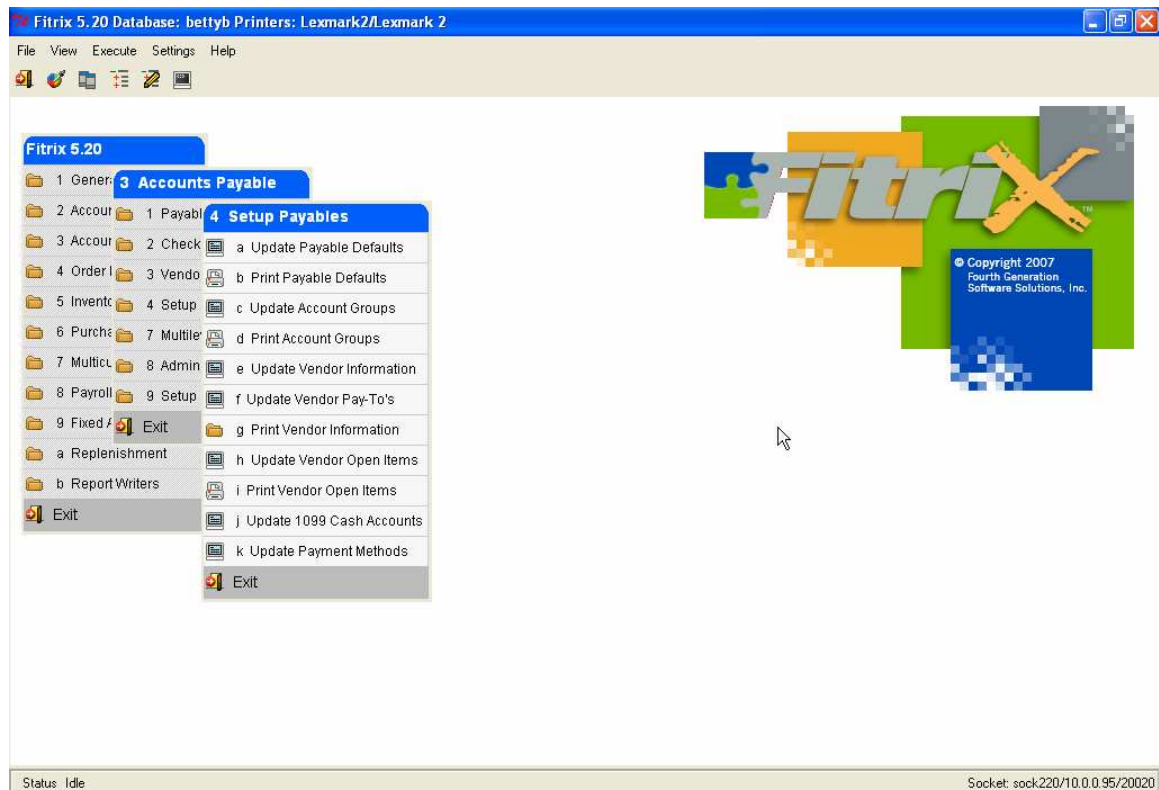 Fitrix 5.20 Database: bettyb Printers: Lexmark2/Lexmark 2
File View Execute Settings Help
Fitrix 5.20
1 Gener
2 Accour
3 Accour
4 Order
5 Invento
6 Purcha
7 Multicu
8 Payroll
9 Fixed
a Replenishment
b Report Writers
Exit
3 Accounts Payable
1 Payabl
2 Check
3 Vendo
4 Setup
7 Multile
8 Admin
9 Setup
Exit
4 Setup Payables
a Update Payable Defaults
b Print Payable Defaults
c Update Account Groups
d Print Account Groups
e Update Vendor Information
f Update Vendor Pay-To's
g Print Vendor Information
h Update Vendor Open Items
i Print Vendor Open Items
j Update 1099 Cash Accounts
k Update Payment Methods
Exit
FitriX
TM
© Copyright 2007
Fourth Generation
Software Solutions, Inc.
Status Idle
Socket: sock220/10.0.0.95/20020